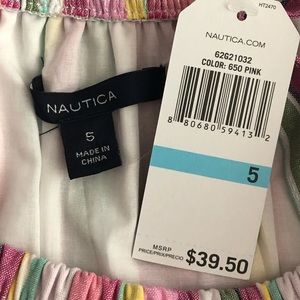 NAUTICA
5
MADE IN
CHINA
HT2470
NAUTICA.COM
62G21032
COLOR: 650 PINK
8 80680 59413 2
5
MSRP
PRICE/PRIX/PRECIO
$39.50